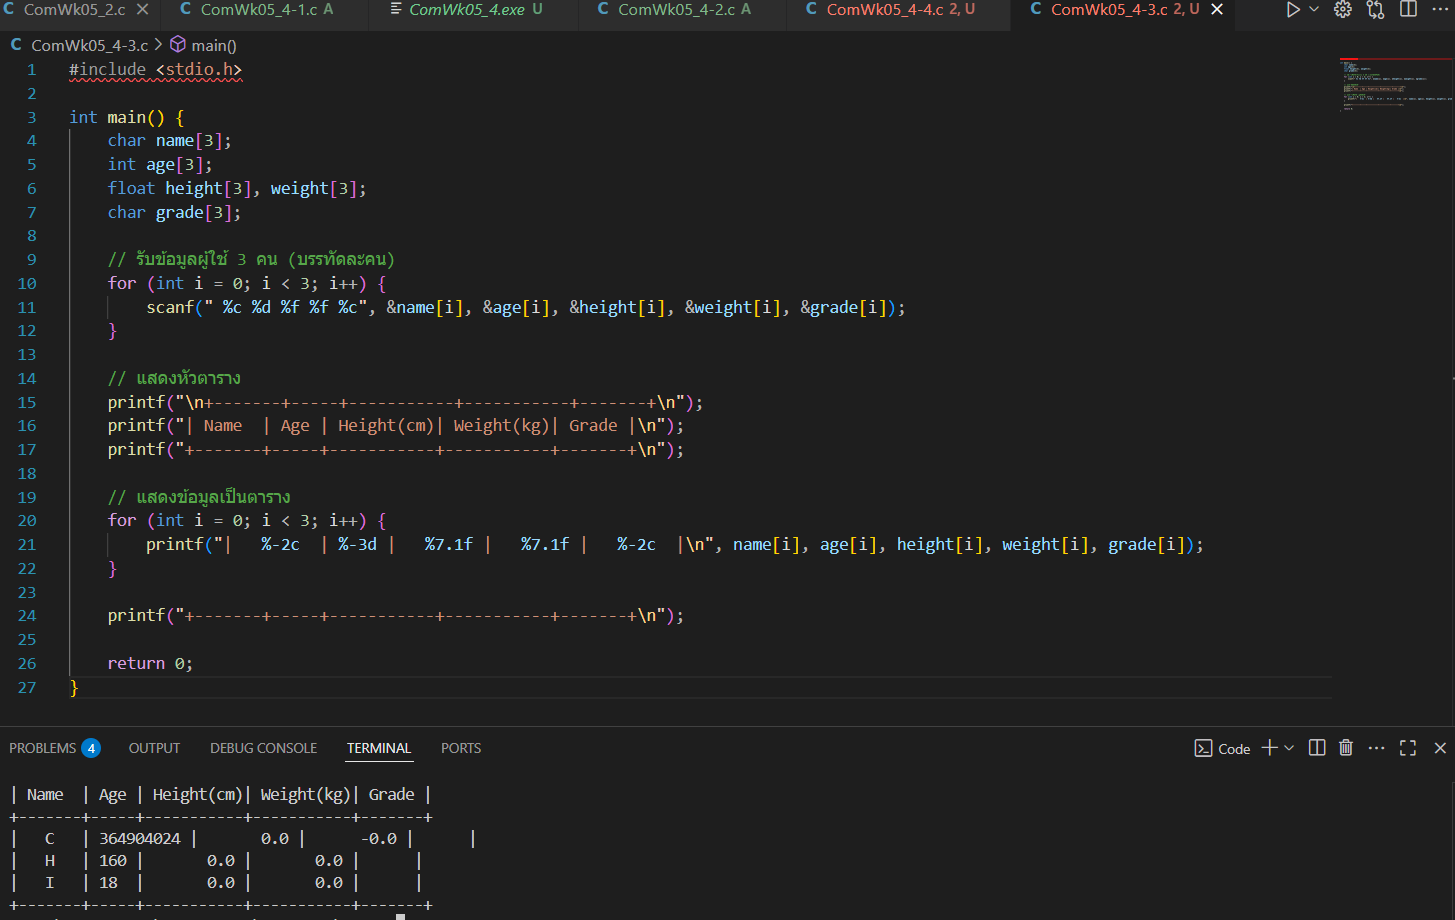 ComWk05_2.c ComWk05_4-1.c A ComWk05_4.exe U ComWk05_4-2.c A ComWk05_4-4.c 2, U ComWk05_4-3.c 2, U
C ComWk05_4-3.c > main()
1 #include <stdio.h>
2
3 int main() {
4 char name[3];
5 int age[3];
6 float height[3], weight[3];
7 char grade[3];
8
9 // รับข้อมูลผู้ใช้ 3 คน (บรรทัดละคน)
10 for (int i = 0; i < 3; i++) {
11 scanf(" %c %d %f %f %c", &name[i], &age[i], &height[i], &weight[i], &grade[i]);
12 }
13
14 // แสดงหัวตาราง
15 printf("\n+-------+-----+-----------+-----------+-------+\n");
16 printf("| Name  | Age | Height(cm)| Weight(kg)| Grade |\n");
17 printf("+-------+-----+-----------+-----------+-------+\n");
18
19 // แสดงข้อมูลเป็นตาราง
20 for (int i = 0; i < 3; i++) {
21 printf("|   %-2c  | %-3d |   %7.1f |   %7.1f |   %-2c  |\n", name[i], age[i], height[i], weight[i], grade[i]);
22 }
23
24 printf("+-------+-----+-----------+-----------+-------+\n");
25
26 return 0;
27 }
PROBLEMS 4 OUTPUT DEBUG CONSOLE TERMINAL PORTS Code
| Name  | Age | Height(cm)| Weight(kg)| Grade |
+-------+-----+-----------+-----------+-------+
|   C   | 364904024 |       0.0 |      -0.0 |      |
|   H   | 160 |       0.0 |       0.0 |      |
|   I   | 18  |       0.0 |       0.0 |      |
+-------+-----+-----------+-----------+-------+